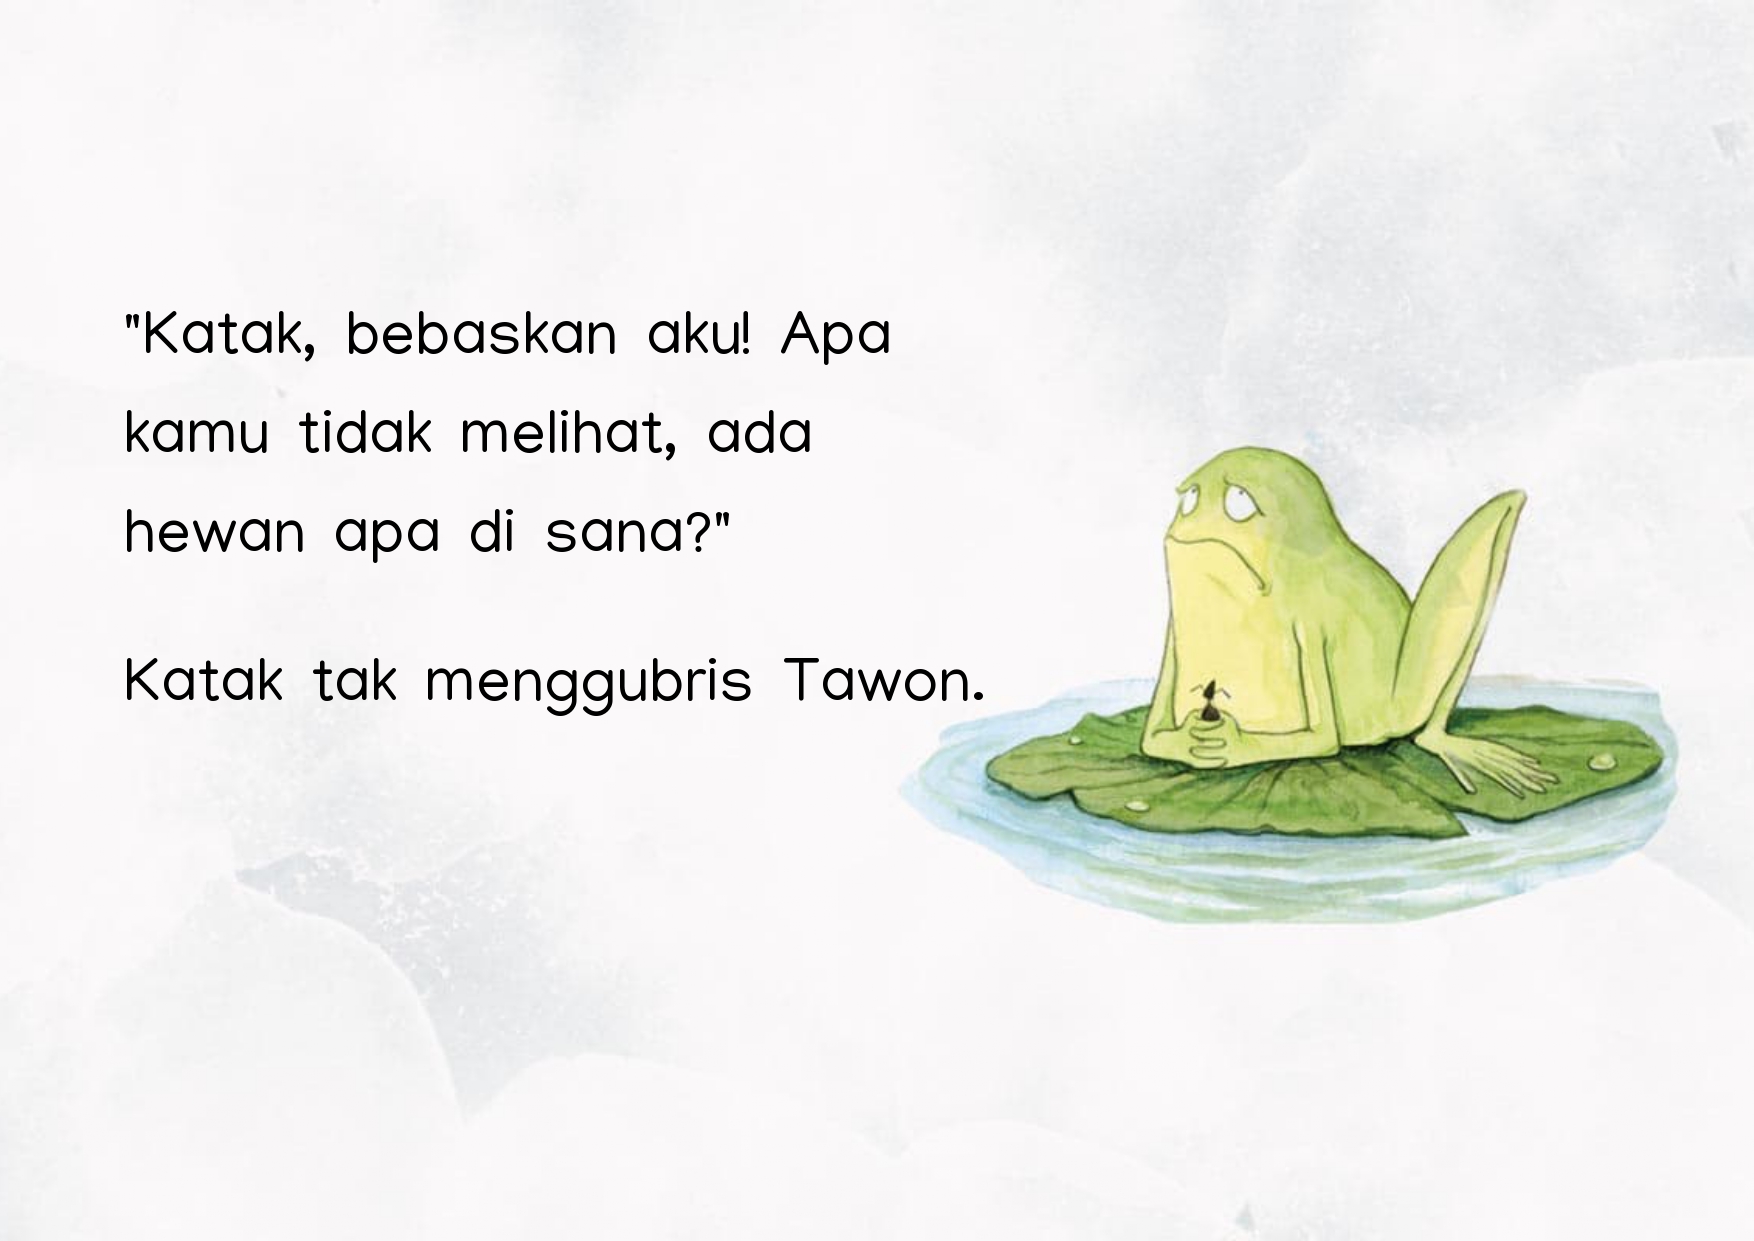 "Katak, bebaskan aku! Apa
kamu tidak melihat, ada
hewan apa di sana?"
Katak tak menggubris Tawon.